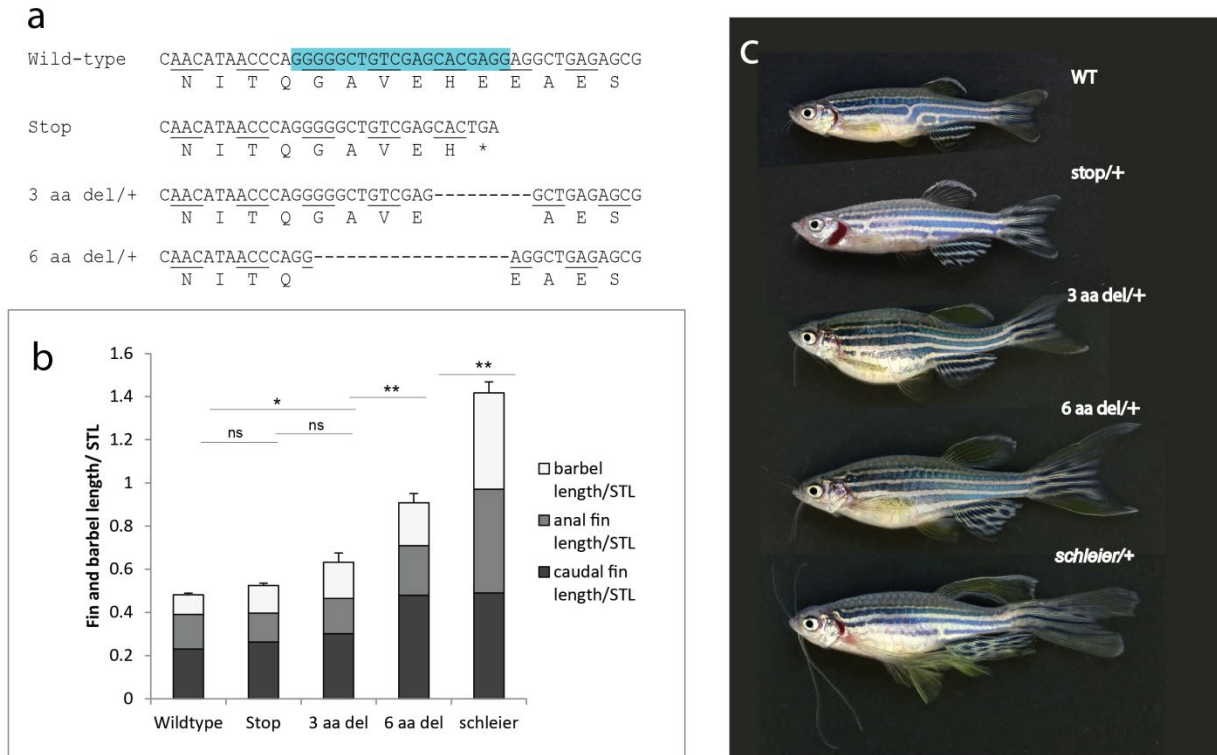 a
Wild-type CAACATAACCCAGGGGGCTGTCGAGCACGAGGAGGCTGAGAGCG
N I T Q G A V E H E E A E S
Stop CAACATAACCCAGGGGGCTGTCGAGCACTGA
N I T Q G A V E H *
3 aa del/+ CAACATAACCCAGGGGGCTGTCGAG---------GCTGAGAGCG
N I T Q G A V E A E S
6 aa del/+ CAACATAACCCAGG------------------AGGCTGAGAGCG
N I T Q E A E S
b
Fin and barbel length/ STL
1.6
1.4
1.2
1
0.8
0.6
0.4
0.2
0
*
ns
ns
**
**
barbel
length/STL
anal fin
length/STL
caudal fin
length/STL
Wildtype Stop 3 aa del 6 aa del schleier
c
WT
stop/+
3 aa del/+
6 aa del/+
schleier/+